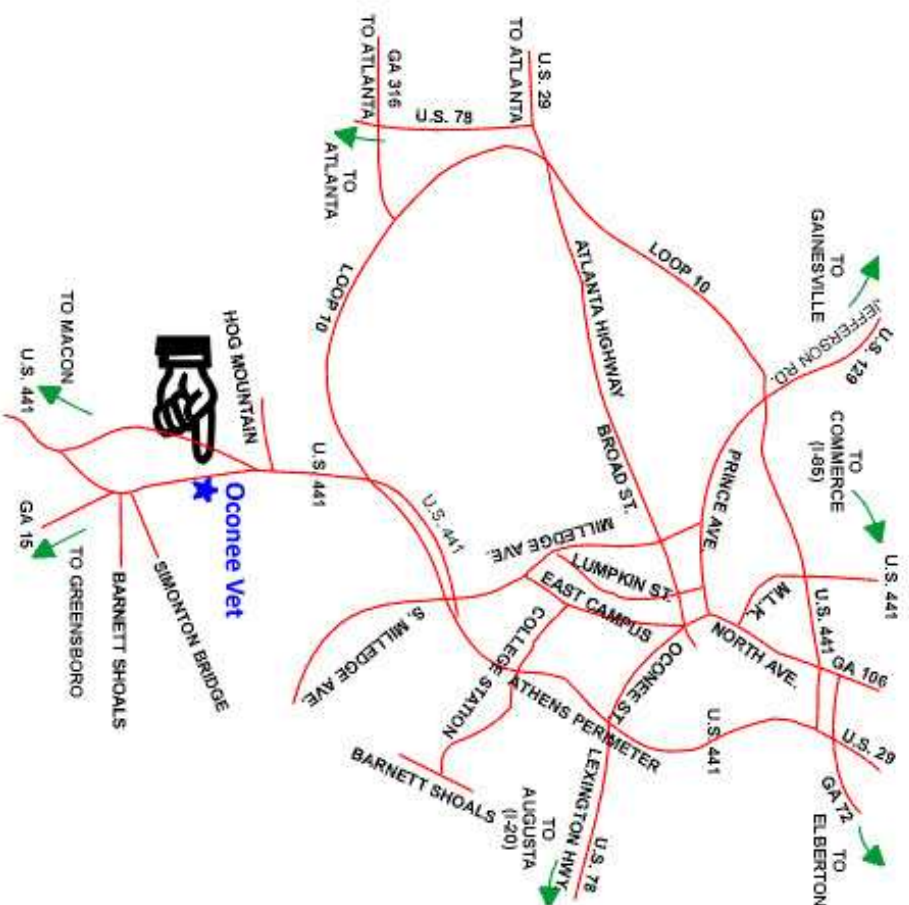 TO
GAINESVILLE
JEFFERSON RD.
U.S. 129
TO
COMMERCE
(I-85)
U.S. 441
GA 106
U.S. 29
GA 72
TO
ELBERTON
U.S. 29
TO ATLANTA
U.S. 78
GA 316
TO ATLANTA
TO
ATLANTA
LOOP 10
LOOP 10
ATLANTA HIGHWAY
BROAD ST.
PRINCE AVE.
M.L.K.
U.S. 441
NORTH AVE.
MILLEDGE AVE.
LUMPKIN ST.
EAST CAMPUS
OCONEE ST.
U.S. 441
COLLEGE STATION
ATHENS PERIMETER
S. MILLEDGE AVE.
BARNETT SHOALS
LEXINGTON HWY.
U.S. 78
TO
AUGUSTA
(I-20)
U.S. 441
U.S. 441
HOG MOUNTAIN
Oconee Vet
TO MACON
U.S. 441
GA 15
TO GREENSBORO
BARNETT SHOALS
SIMONTON BRIDGE